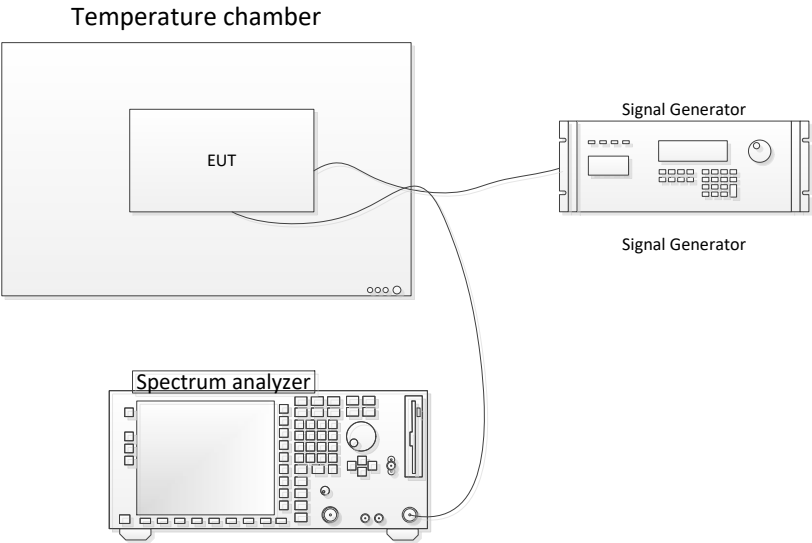 Temperature chamber
Signal Generator
EUT
Signal Generator
Spectrum analyzer